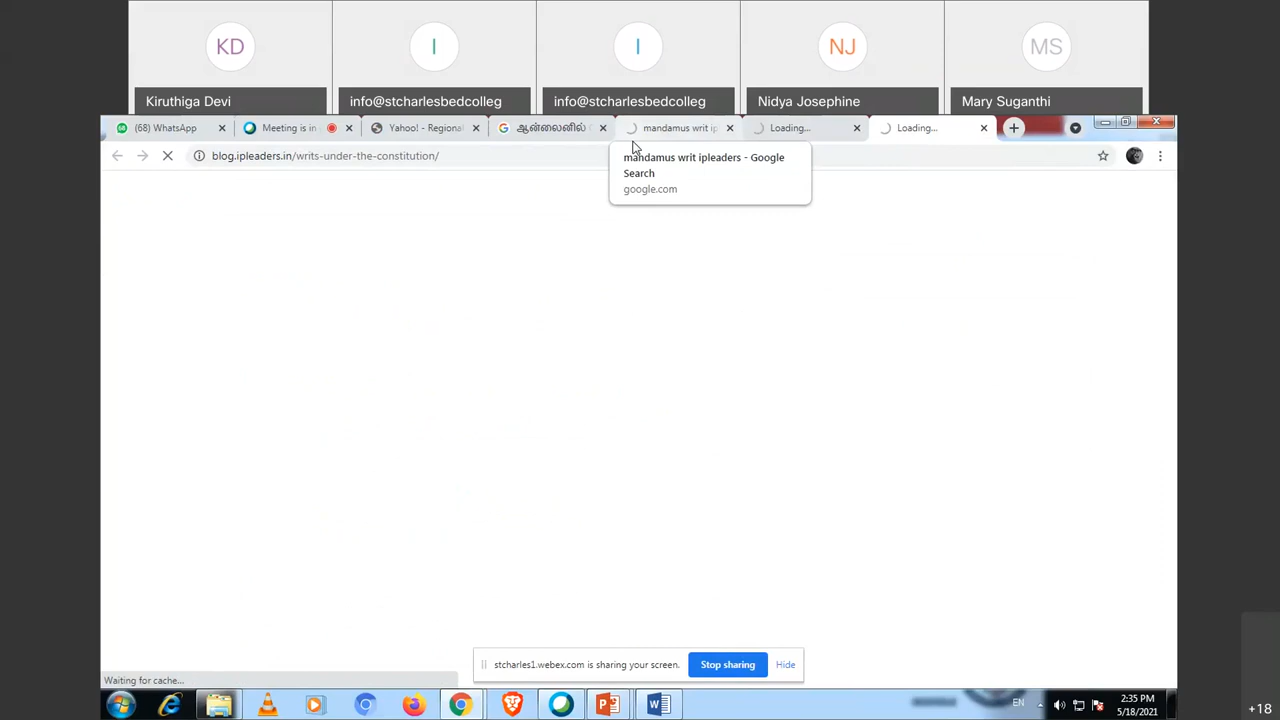 KD
I
I
NJ
MS
Kiruthiga Devi
info@stcharlesbedcolleg
info@stcharlesbedcolleg
Nidya Josephine
Mary Suganthi
(68) WhatsApp
Meeting is in
Yahoo! - Regional
ஆன்லைனில்
mandamus writ ip
Loading...
Loading...
blog.ipleaders.in/writs-under-the-constitution/
mandamus writ ipleaders - Google
Search
google.com
stcharles1.webex.com is sharing your screen.
Stop sharing
Hide
Waiting for cache...
EN
2:35 PM
5/18/2021
+18